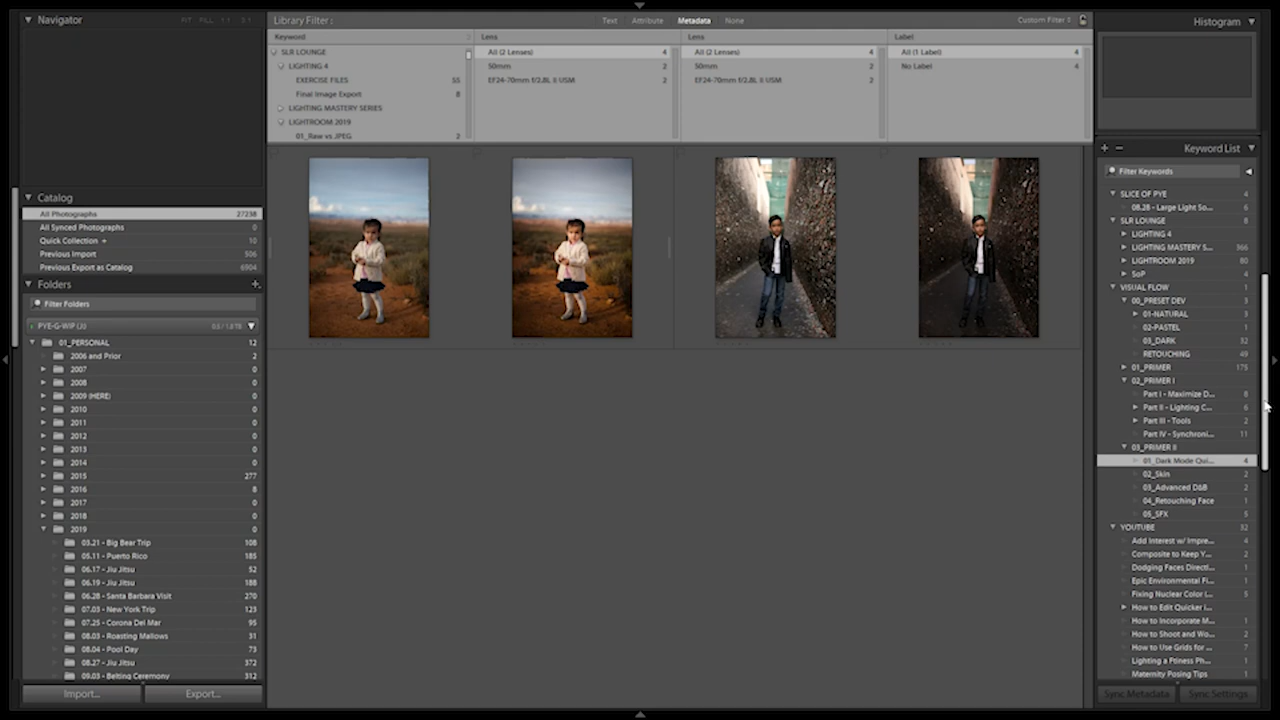 Navigator
FIT FILL 1:1 3:1
Catalog
All Photographs 27238
All Synced Photographs 0
Quick Collection + 10
Previous Import 506
Previous Export as Catalog 6904
Folders
Filter Folders
PYE-G-WIP (J)
01_PERSONAL 12
2006 and Prior 2
2007 0
2008 0
2009 (HERE) 0
2010 0
2011 0
2012 0
2013 0
2014 0
2015 277
2016 8
2017 0
2018 0
2019 0
03.21 - Big Bear Trip 108
05.11 - Puerto Rico 185
06.17 - Jiu Jitsu 52
06.19 - Jiu Jitsu 188
06.28 - Santa Barbara Visit 270
07.03 - New York Trip 123
07.25 - Corona Del Mar 95
08.03 - Roasting Mallows 31
08.04 - Pool Day 73
08.27 - Jiu Jitsu 372
09.03 - Belting Ceremony 312
Import... Export...
Library Filter : Text Attribute Metadata None Custom Filter
Keyword Lens Lens Label
SLR LOUNGE All (2 Lenses) 4 All (2 Lenses) 4 All (1 Label) 4
LIGHTING 4 50mm 2 50mm 2 No Label 4
EXERCISE FILES 55 EF24-70mm f/2.8L II USM 2 EF24-70mm f/2.8L II USM 2
Final Image Export 8
LIGHTING MASTERY SERIES
LIGHTROOM 2019
01_Raw vs JPEG 2
Histogram
Keyword List
Filter Keywords
SLICE OF PYE 4
08.28 - Large Light So... 6
SLR LOUNGE 8
LIGHTING 4
LIGHTING MASTERY S... 366
LIGHTROOM 2019 80
SoP 4
VISUAL FLOW 1
00_PRESET DEV 3
01-NATURAL 3
02-PASTEL 1
03_DARK 32
RETOUCHING 49
01_PRIMER 175
02_PRIMER I
Part I - Maximize D... 8
Part II - Lighting C... 6
Part III - Tools 2
Part IV - Synchroni... 11
03_PRIMER II
01_Dark Mode Qui... 4
02_Skin 2
03_Advanced D&B 2
04_Retouching Face 1
05_SFX 5
YOUTUBE 32
Add Interest w/ Impre... 4
Composite to Keep Y... 2
Dodging Faces Directl... 1
Epic Environmental Fi... 1
Fixing Nuclear Color i... 5
How to Edit Quicker i...
How to Incorporate M... 1
How to Shoot and Wo... 2
How to Use Grids for ... 7
Lighting a Fitness Ph... 1
Maternity Posing Tips 1
Sync Metadata Sync Settings